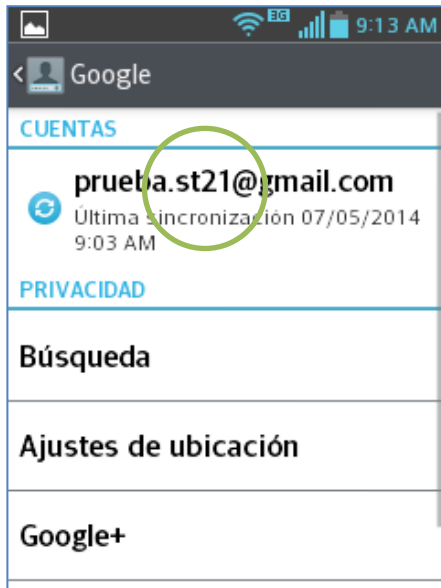 3G 9:13 AM
Google
CUENTAS
prueba.st21@gmail.com
Última sincronización 07/05/2014
9:03 AM
PRIVACIDAD
Búsqueda
Ajustes de ubicación
Google+